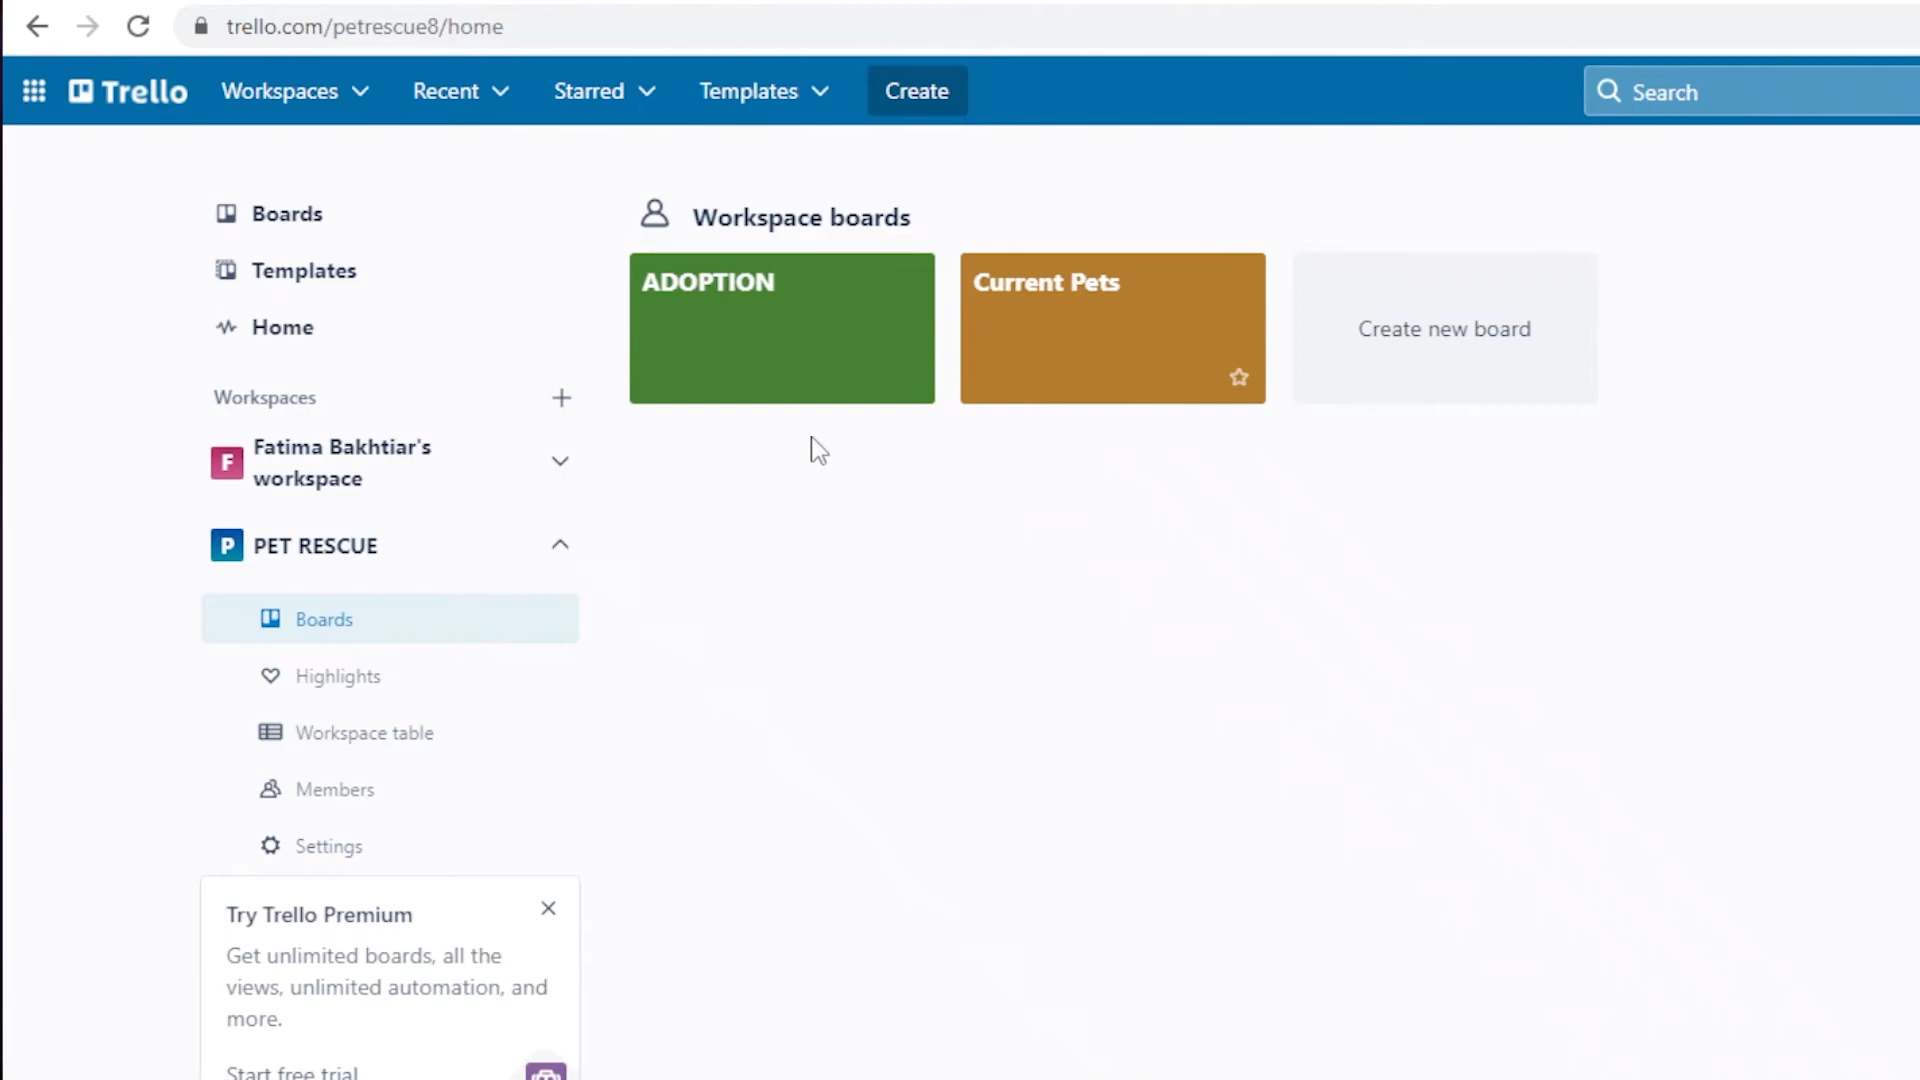 trello.com/petrescue8/home
Trello Workspaces Recent Starred Templates Create Search
Boards
Templates
Home
Workspaces
F Fatima Bakhtiar's
workspace
P PET RESCUE
Boards
Highlights
Workspace table
Members
Settings
Try Trello Premium
Get unlimited boards, all the
views, unlimited automation, and
more.
Start free trial
Workspace boards
ADOPTION
Current Pets
Create new board